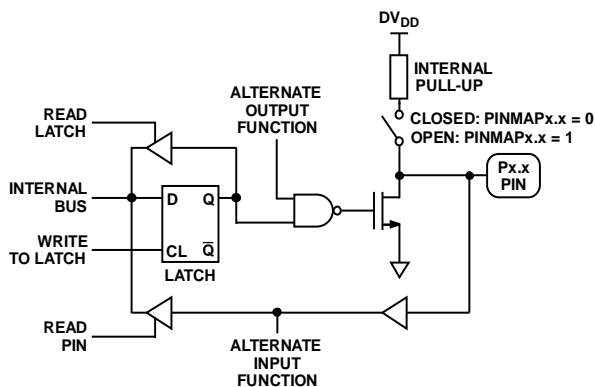 DVDD
INTERNAL
PULL-UP
CLOSED: PINMAPx.x = 0
OPEN: PINMAPx.x = 1
Px.x
PIN
ALTERNATE
OUTPUT
FUNCTION
READ
LATCH
INTERNAL
BUS
D Q
WRITE
TO LATCH
CL Q̅
LATCH
READ
PIN
ALTERNATE
INPUT
FUNCTION